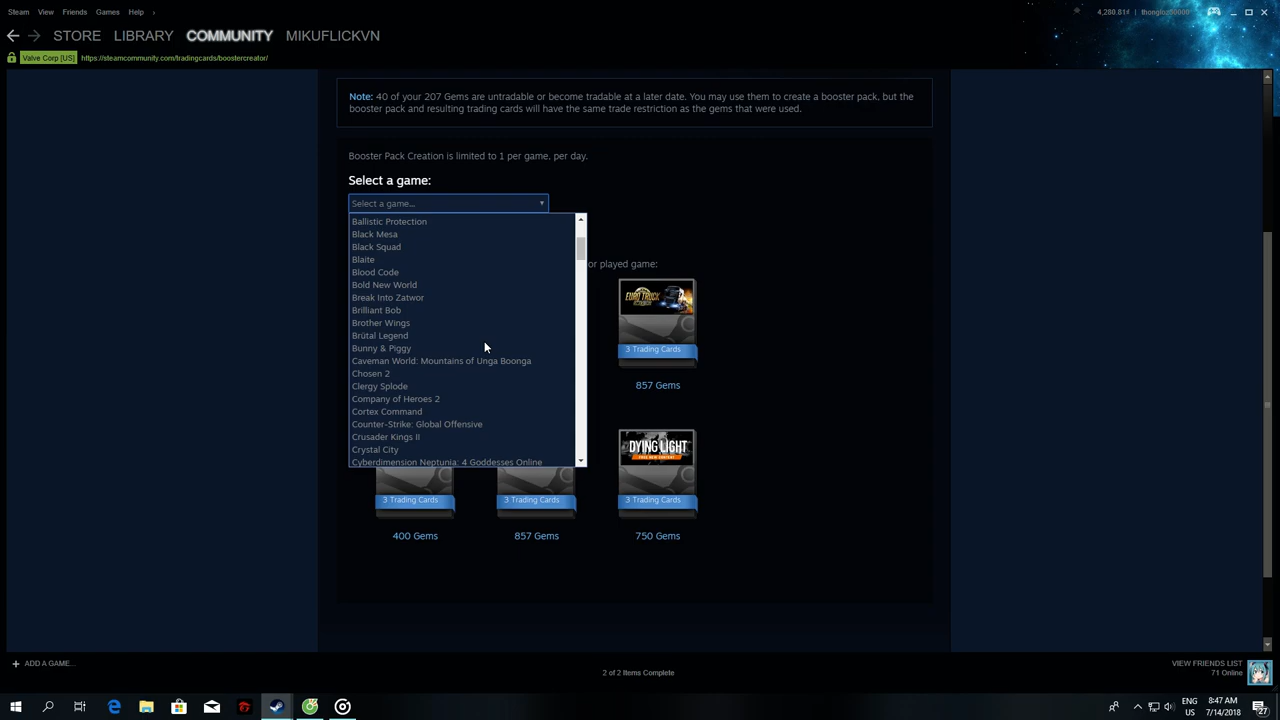 Steam View Friends Games Help
4,280.81₫ thongloz60000
STORE LIBRARY COMMUNITY MIKUFLICKVN
Valve Corp [US] https://steamcommunity.com/tradingcards/boostercreator/
Note: 40 of your 207 Gems are untradable or become tradable at a later date. You may use them to create a booster pack, but the
booster pack and resulting trading cards will have the same trade restriction as the gems that were used.
Booster Pack Creation is limited to 1 per game, per day.
Select a game:
Select a game...
Ballistic Protection
Black Mesa
Black Squad
Blaite
Blood Code
Bold New World
Break Into Zatwor
Brilliant Bob
Brother Wings
Brütal Legend
Bunny & Piggy
Caveman World: Mountains of Unga Boonga
Chosen 2
Clergy Splode
Company of Heroes 2
Cortex Command
Counter-Strike: Global Offensive
Crusader Kings II
Crystal City
Cyberdimension Neptunia: 4 Goddesses Online
or played game:
EURO TRUCK
3 Trading Cards
857 Gems
DYING LIGHT
3 Trading Cards 3 Trading Cards 3 Trading Cards
400 Gems 857 Gems 750 Gems
+ ADD A GAME...
2 of 2 Items Complete
VIEW FRIENDS LIST
71 Online
ENG 8:47 AM
US 7/14/2018
27